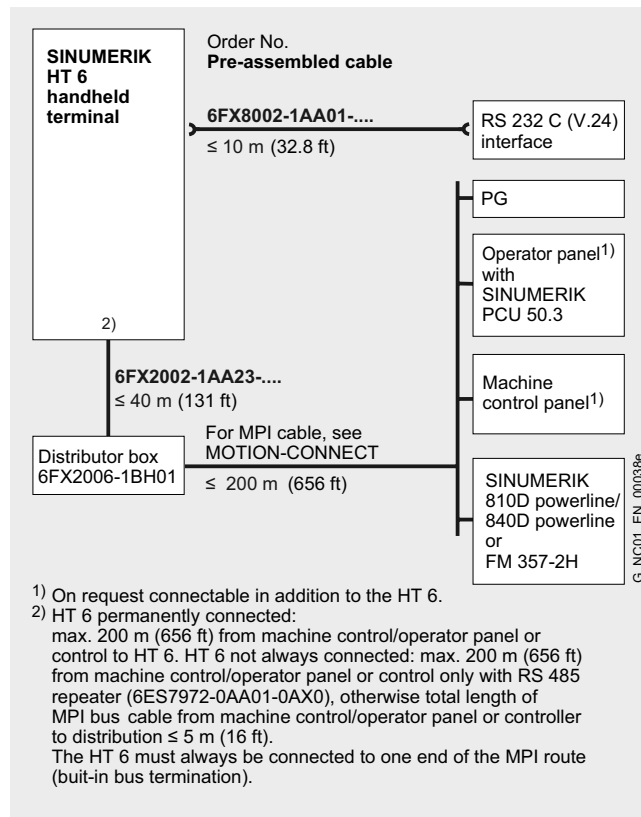 SINUMERIK
HT 6
handheld
terminal
Order No.
Pre-assembled cable
6FX8002-1AA01-....
≤ 10 m (32.8 ft)
RS 232 C (V.24)
interface
PG
Operator panel1)
with
SINUMERIK
PCU 50.3
2)
6FX2002-1AA23-....
≤ 40 m (131 ft)
Machine
control panel1)
For MPI cable, see
MOTION-CONNECT
Distributor box
6FX2006-1BH01
≤ 200 m (656 ft)
SINUMERIK
810D powerline/
840D powerline
or
FM 357-2H
G_NC01_EN_00038e
1) On request connectable in addition to the HT 6.
2) HT 6 permanently connected:
max. 200 m (656 ft) from machine control/operator panel or
control to HT 6. HT 6 not always connected: max. 200 m (656 ft)
from machine control/operator panel or control only with RS 485
repeater (6ES7972-0AA01-0AX0), otherwise total length of
MPI bus cable from machine control/operator panel or controller
to distribution ≤ 5 m (16 ft).
The HT 6 must always be connected to one end of the MPI route
(buit-in bus termination).